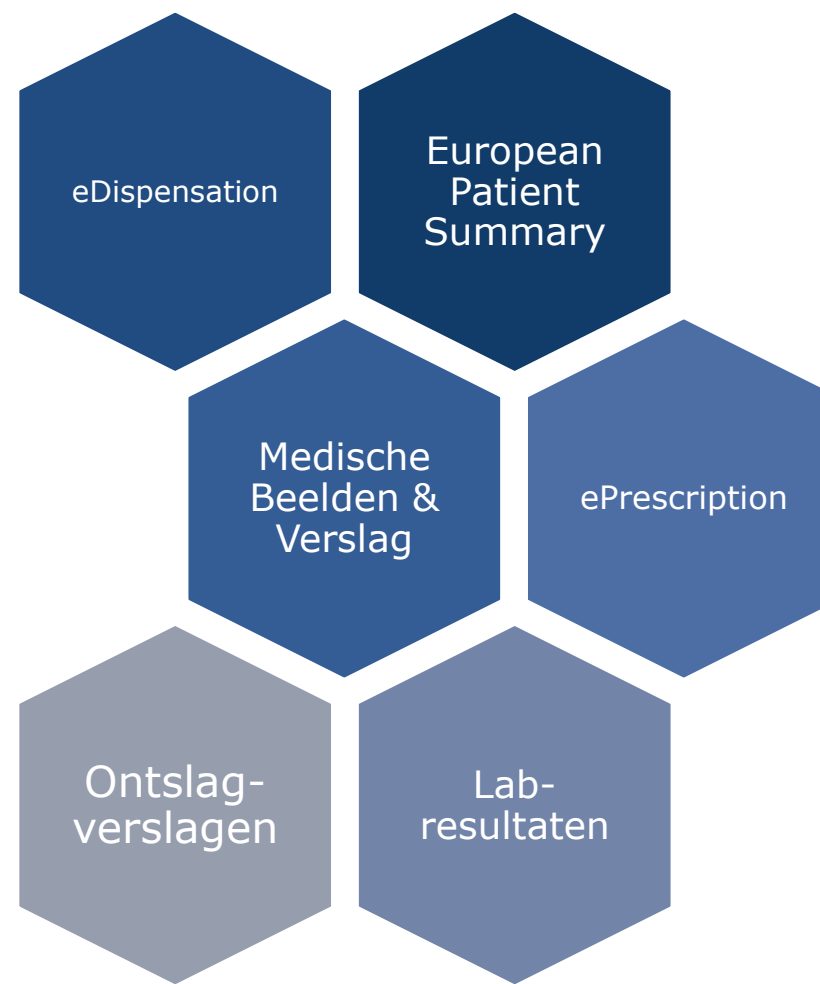 eDispensation
European
Patient
Summary
Medische
Beelden &
Verslag
ePrescription
Ontslag-
verslagen
Lab-
resultaten